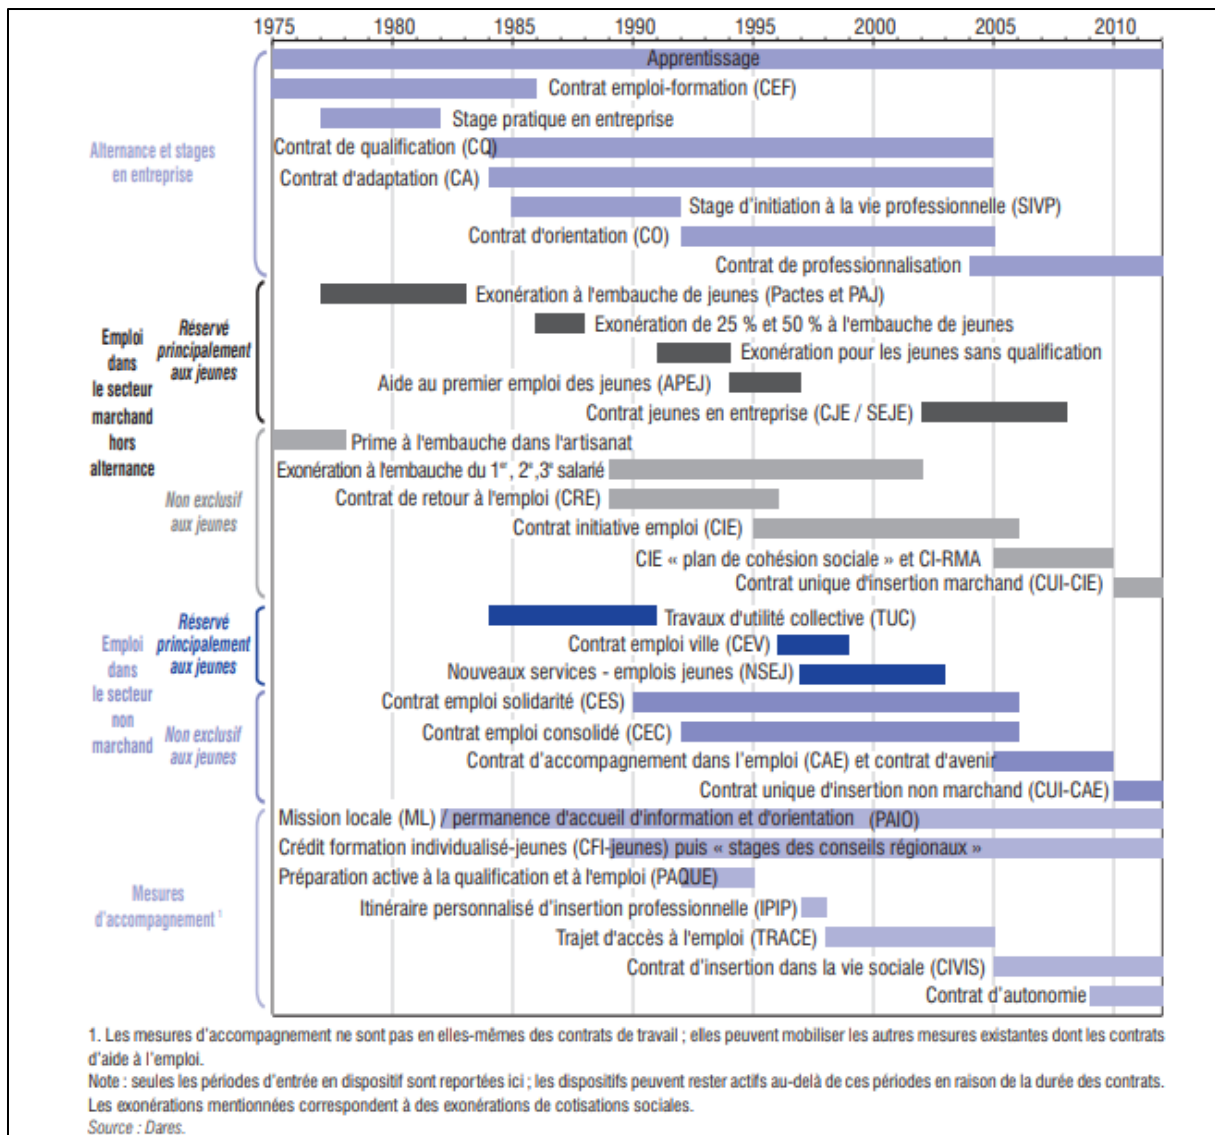 1975 1980 1985 1990 1995 2000 2005 2010
Apprentissage
Contrat emploi-formation (CEF)
Stage pratique en entreprise
Alternance et stages
en entreprise
Contrat de qualification (CQ)
Contrat d'adaptation (CA)
Stage d'initiation à la vie professionnelle (SIVP)
Contrat d'orientation (CO)
Contrat de professionnalisation
Emploi
dans
le secteur
marchand
hors
alternance
Réservé
principalement
aux jeunes
Exonération à l'embauche de jeunes (Pactes et PAJ)
Exonération de 25 % et 50 % à l'embauche de jeunes
Exonération pour les jeunes sans qualification
Aide au premier emploi des jeunes (APEJ)
Contrat jeunes en entreprise (CJE / SEJE)
Non exclusif
aux jeunes
Prime à l'embauche dans l'artisanat
Exonération à l'embauche du 1er, 2e,3e salarié
Contrat de retour à l'emploi (CRE)
Contrat initiative emploi (CIE)
CIE « plan de cohésion sociale » et CI-RMA
Contrat unique d'insertion marchand (CUI-CIE)
Emploi
dans
le secteur
non
marchand
Réservé
principalement
aux jeunes
Travaux d'utilité collective (TUC)
Contrat emploi ville (CEV)
Nouveaux services - emplois jeunes (NSEJ)
Non exclusif
aux jeunes
Contrat emploi solidarité (CES)
Contrat emploi consolidé (CEC)
Contrat d'accompagnement dans l'emploi (CAE) et contrat d'avenir
Contrat unique d'insertion non marchand (CUI-CAE)
Mesures
d'accompagnement 1
Mission locale (ML) / permanence d'accueil d'information et d'orientation (PAIO)
Crédit formation individualisé-jeunes (CFI-jeunes) puis « stages des conseils régionaux »
Préparation active à la qualification et à l'emploi (PAQUE)
Itinéraire personnalisé d'insertion professionnelle (IPIP)
Trajet d'accès à l'emploi (TRACE)
Contrat d'insertion dans la vie sociale (CIVIS)
Contrat d'autonomie
1. Les mesures d'accompagnement ne sont pas en elles-mêmes des contrats de travail ; elles peuvent mobiliser les autres mesures existantes dont les contrats
d'aide à l'emploi.
Note : seules les périodes d'entrée en dispositif sont reportées ici ; les dispositifs peuvent rester actifs au-delà de ces périodes en raison de la durée des contrats.
Les exonérations mentionnées correspondent à des exonérations de cotisations sociales.
Source : Dares.